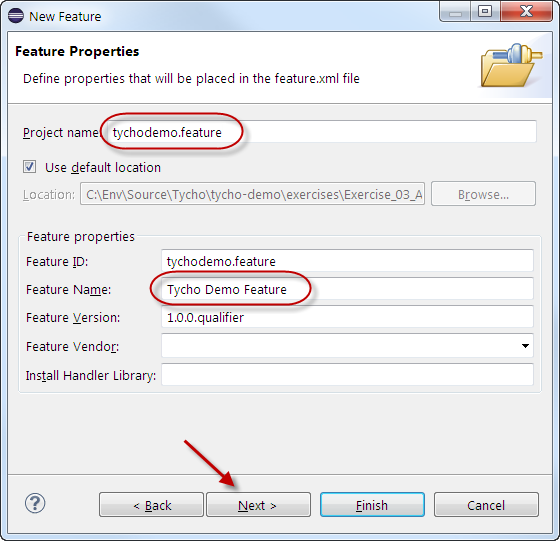 New Feature
Feature Properties
Define properties that will be placed in the feature.xml file
Project name: tychodemo.feature
Use default location
Location: C:\Env\Source\Tycho\tycho-demo\exercises\Exercise_03_A Browse...
Feature properties
Feature ID: tychodemo.feature
Feature Name: Tycho Demo Feature
Feature Version: 1.0.0.qualifier
Feature Vendor:
Install Handler Library:
? < Back Next > Finish Cancel